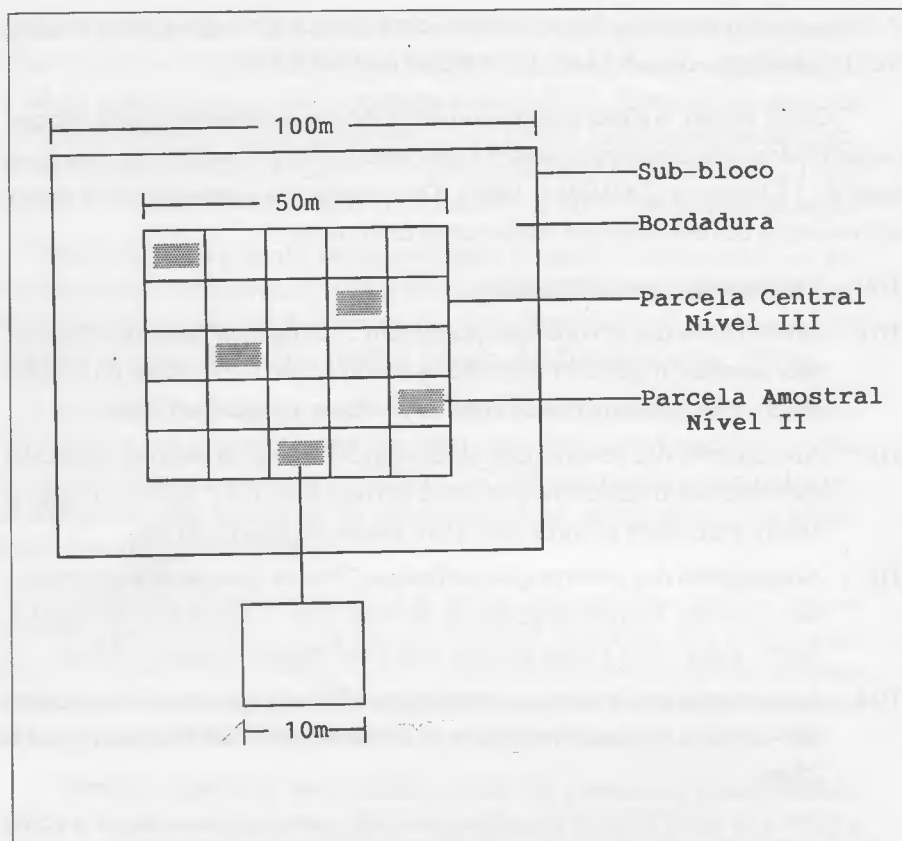 100m
Sub-bloco
50m
Bordadura
Parcela Central
Nível III
Parcela Amostral
Nível II
10m